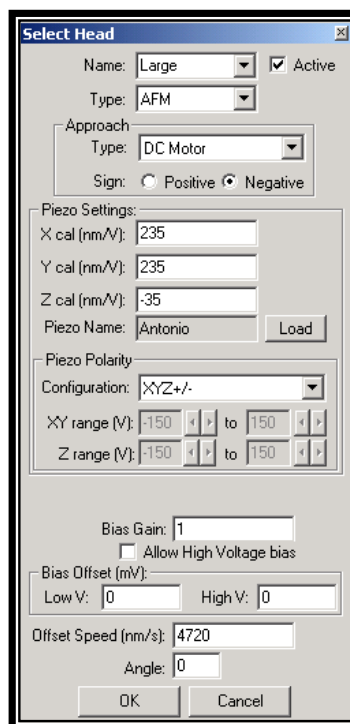 Select Head
Name: Large Active
Type: AFM
Approach
Type: DC Motor
Sign: Positive Negative
Piezo Settings:
X cal (nm/V): 235
Y cal (nm/V): 235
Z cal (nm/V): -35
Piezo Name: Antonio Load
Piezo Polarity
Configuration: XYZ+/-
XY range (V): -150 to 150
Z range (V): -150 to 150
Bias Gain: 1
Allow High Voltage bias
Bias Offset (mV):
Low V: 0 High V: 0
Offset Speed (nm/s): 4720
Angle: 0
OK Cancel